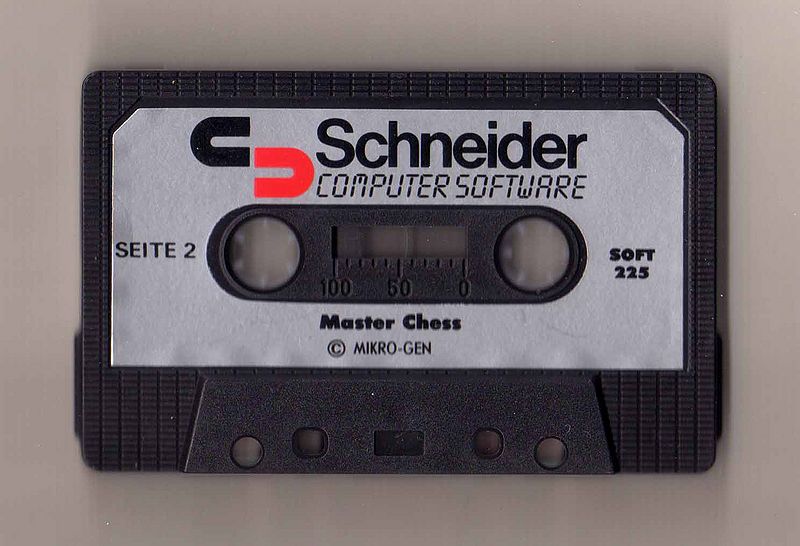 Schneider
COMPUTER SOFTWARE
SEITE 2
SOFT
225
100 50 0
Master Chess
© MIKRO-GEN